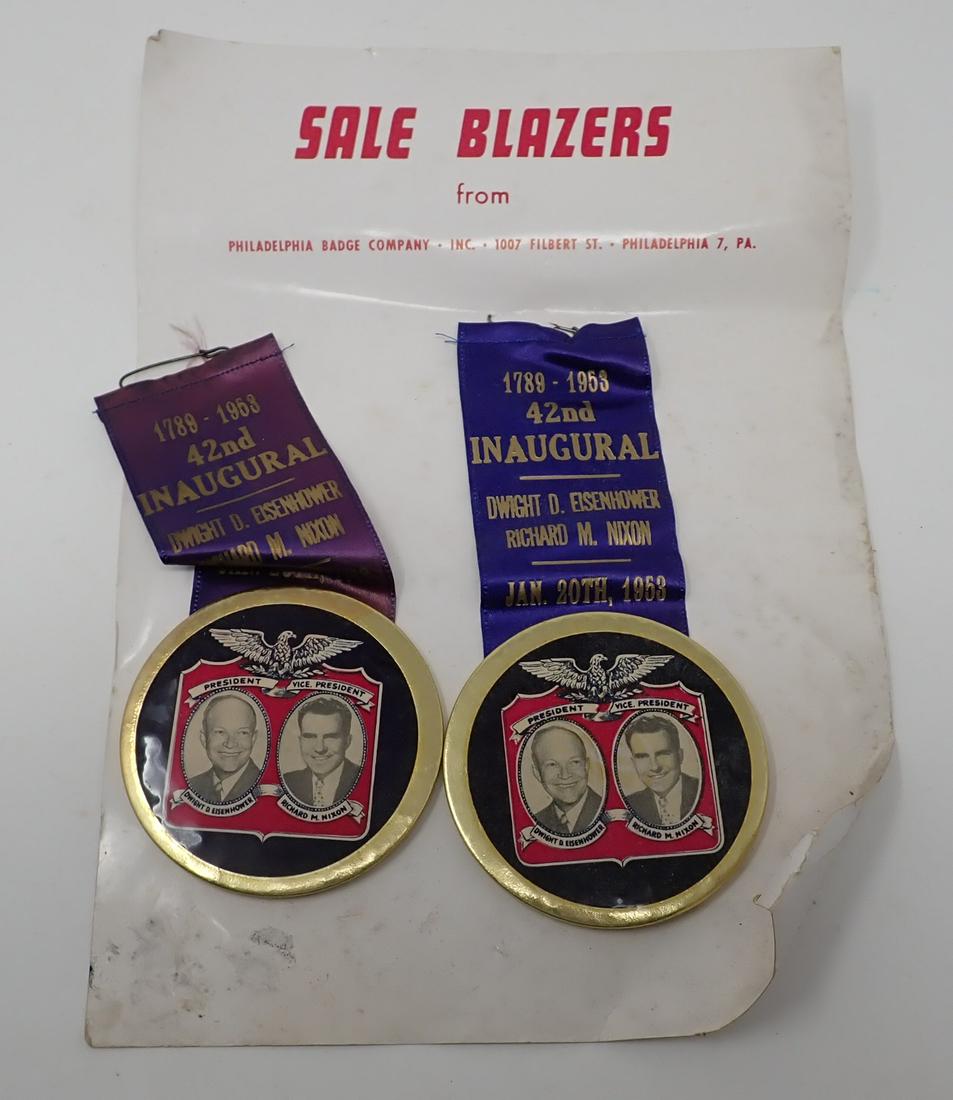 SALE BLAZERS
from
PHILADELPHIA BADGE COMPANY · INC. · 1007 FILBERT ST. · PHILADELPHIA 7, PA.
1789 - 1953
42nd
INAUGURAL
DWIGHT D. EISENHOWER
RICHARD M. NIXON
PRESIDENT
VICE. PRESIDENT
DWIGHT D. EISENHOWER
RICHARD M. NIXON
1789 - 1953
42nd
INAUGURAL
DWIGHT D. EISENHOWER
RICHARD M. NIXON
JAN. 20TH, 1953
PRESIDENT
VICE. PRESIDENT
DWIGHT D. EISENHOWER
RICHARD M. NIXON